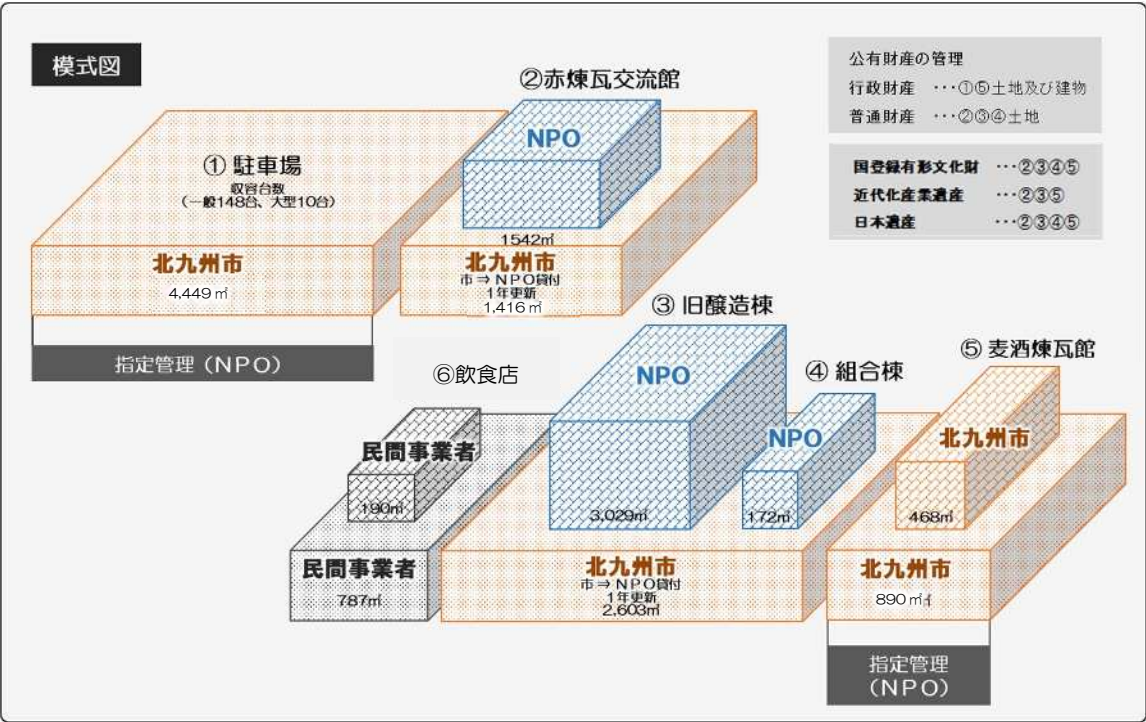 模式図
②赤煉瓦交流館
NPO
1542㎡
① 駐車場
収容台数
（一般148台、大型10台）
北九州市
4,449 ㎡
指定管理（NPO）
北九州市
市⇒ＮＰＯ貸付
1年更新
1,416 ㎡
公有財産の管理
行政財産 ･･･①⑤土地及び建物
普通財産 ･･･②③④土地
国登録有形文化財 ･･･②③④⑤
近代化産業遺産 ･･･②③⑤
日本遺産 ･･･②③④⑤
⑥飲食店
民間事業者
190㎡
民間事業者
787㎡
③ 旧醸造棟
NPO
3,029㎡
④ 組合棟
NPO
172㎡
北九州市
市⇒ＮＰＯ貸付
1年更新
2,603㎡
⑤ 麦酒煉瓦館
北九州市
468㎡
北九州市
890 ㎡
指定管理
（NPO）